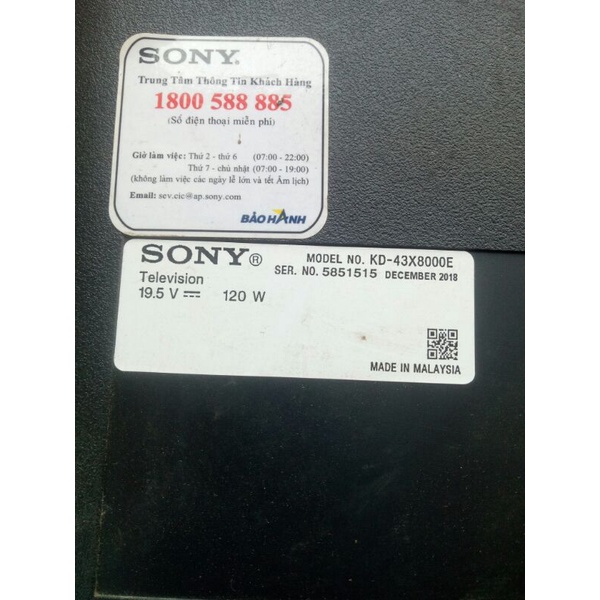 SONY.
Trung Tâm Thông Tin Khách Hàng
1800 588 885
(Số điện thoại miễn phí)
Giờ làm việc: Thứ 2 - thứ 6 (07:00 - 22:00)
Thứ 7 - chủ nhật (07:00 - 19:00)
(không làm việc các ngày lễ lớn và tết Âm lịch)
Email: sev.cic@ap.sony.com
BẢO HÀNH
SONY®
MODEL NO. KD-43X8000E
SER. NO. 5851515 DECEMBER 2018
Television
19.5 V ⎓ 120 W
MADE IN MALAYSIA